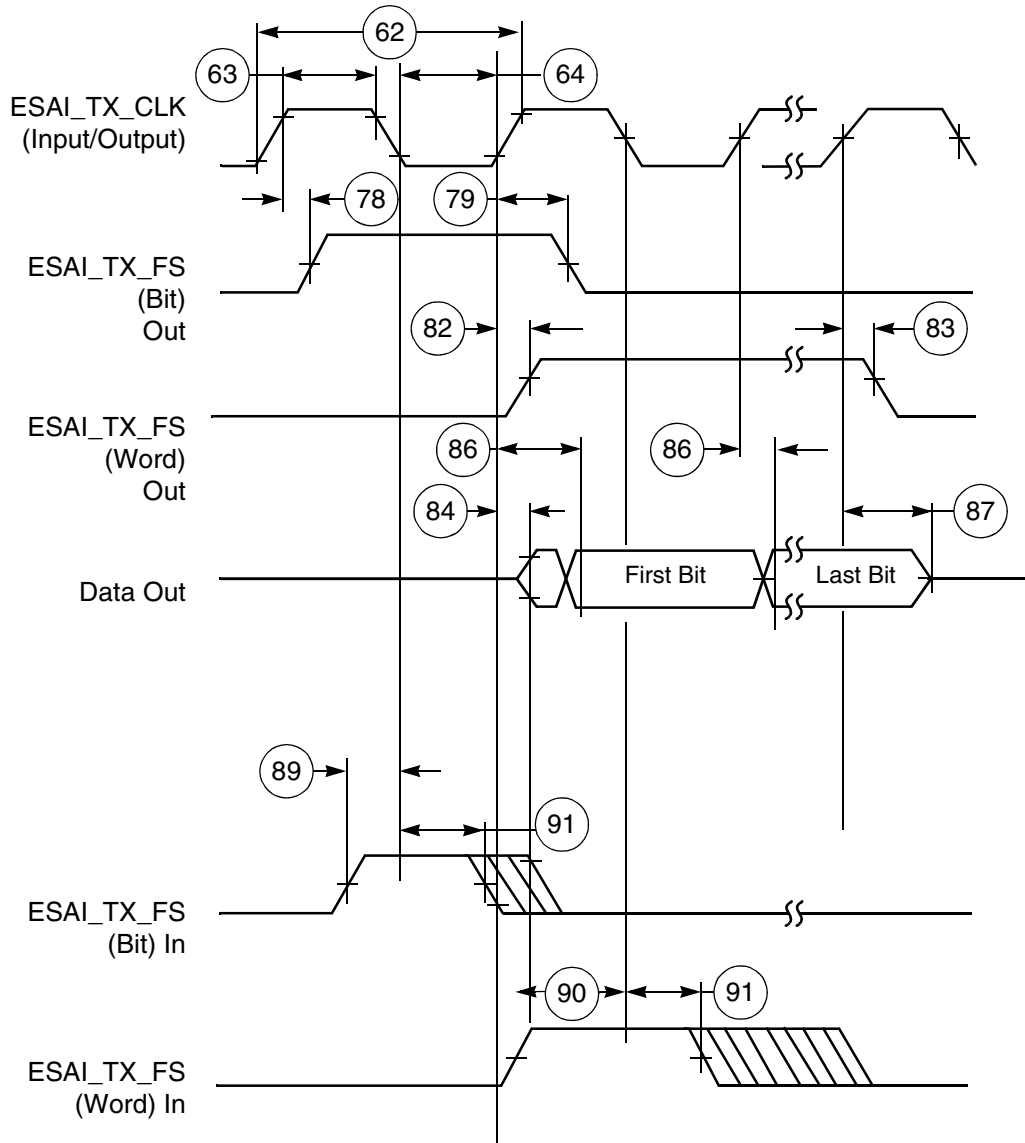 62
63
64
ESAI_TX_CLK
(Input/Output)
78
79
ESAI_TX_FS
(Bit)
Out
82
83
ESAI_TX_FS
(Word)
Out
86
86
84
87
Data Out
First Bit
Last Bit
89
91
ESAI_TX_FS
(Bit) In
90
91
ESAI_TX_FS
(Word) In